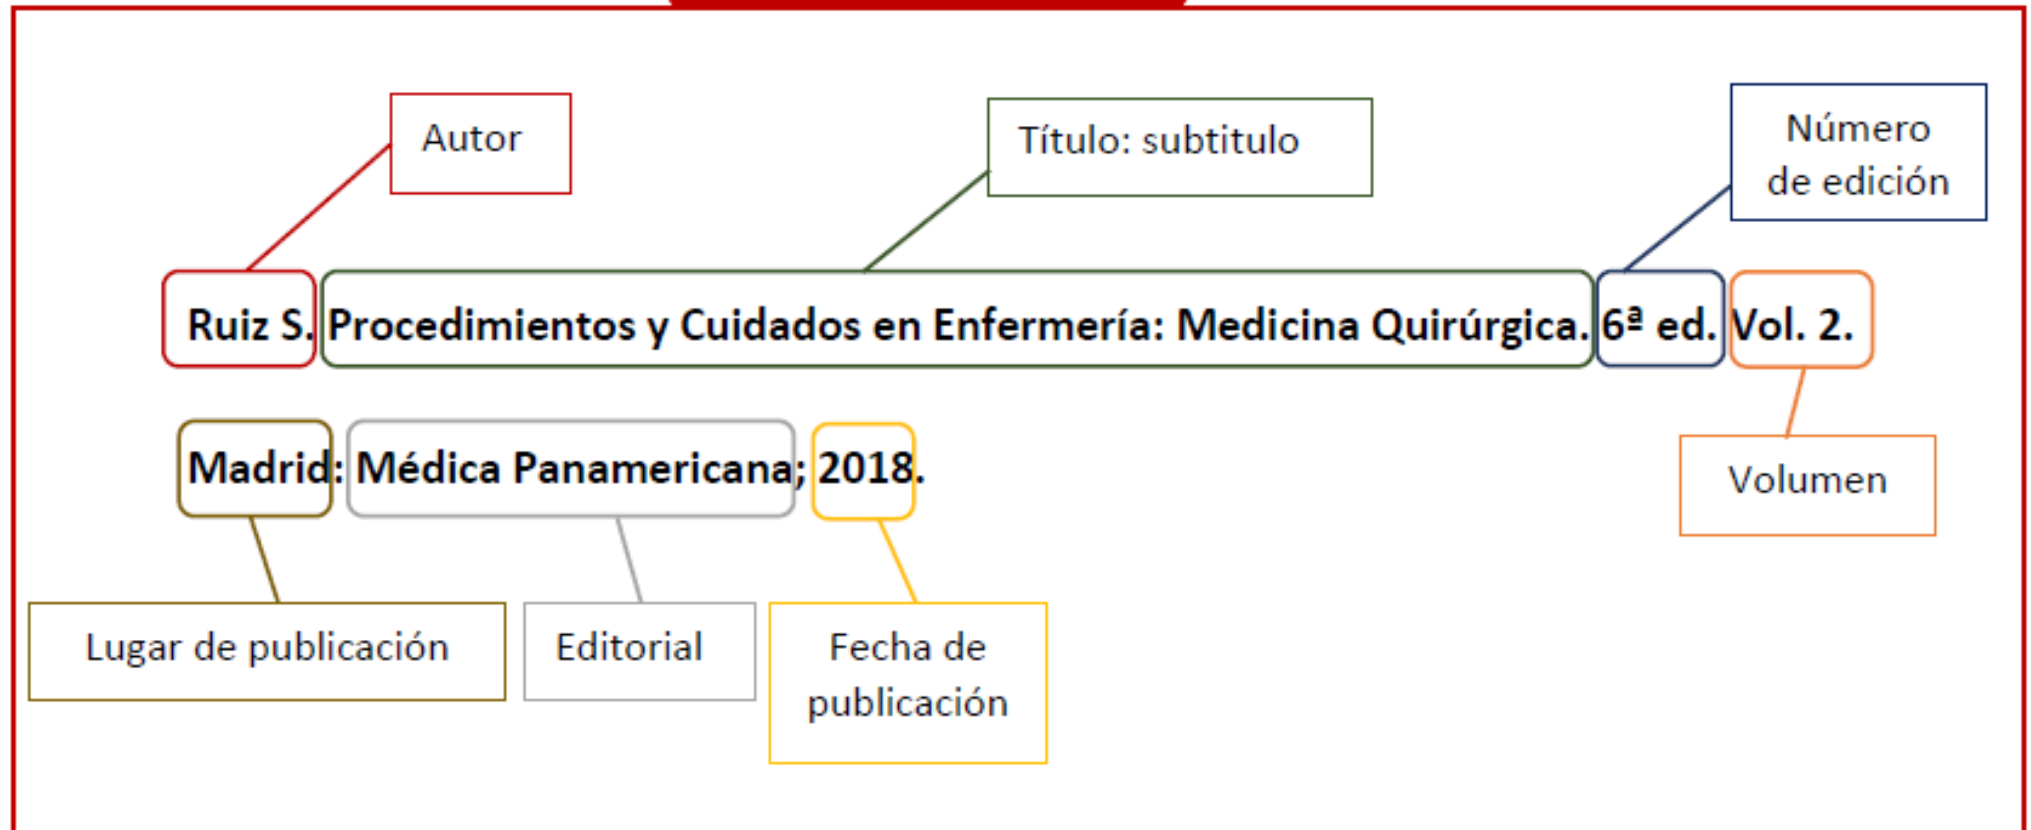 Autor
Título: subtitulo
Número
de edición
Ruiz S. Procedimientos y Cuidados en Enfermería: Medicina Quirúrgica. 6ª ed. Vol. 2.
Madrid: Médica Panamericana; 2018.
Volumen
Lugar de publicación
Editorial
Fecha de
publicación